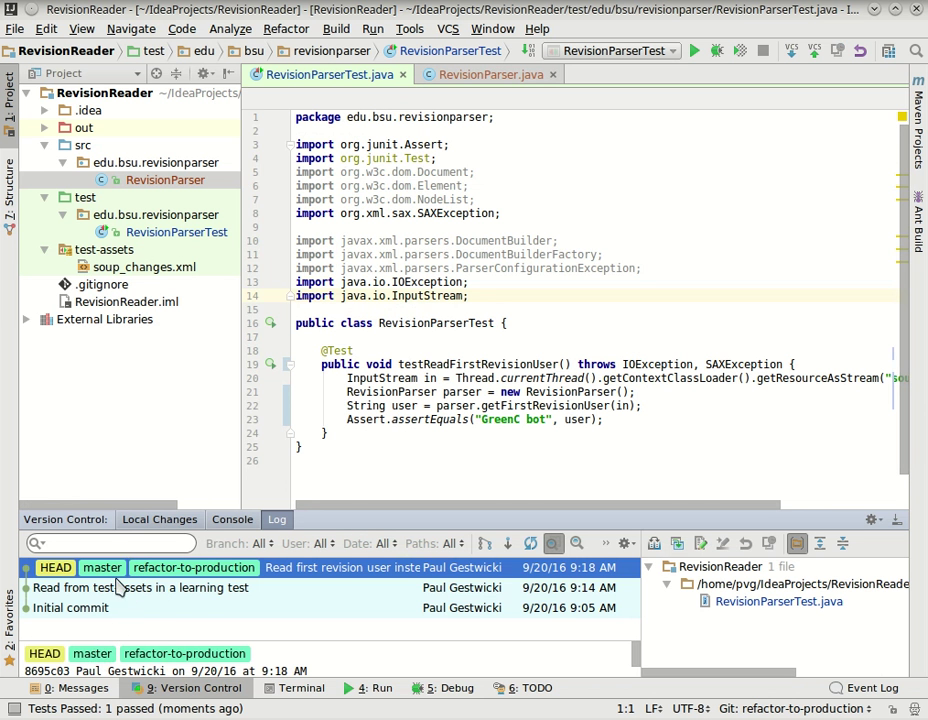 RevisionReader - [~/IdeaProjects/RevisionReader] - [RevisionReader] - ~/IdeaProjects/RevisionReader/test/edu/bsu/revisionparser/RevisionParserTest.java - I...
File Edit View Navigate Code Analyze Refactor Build Run Tools VCS Window Help
RevisionReader test edu bsu revisionparser RevisionParserTest RevisionParserTest VCS VCS
Project RevisionParserTest.java RevisionParser.java
1: Project
7: Structure
2: Favorites
RevisionReader ~/IdeaProjects/
.idea
out
src
edu.bsu.revisionparser
RevisionParser
test
edu.bsu.revisionparser
RevisionParserTest
test-assets
soup_changes.xml
.gitignore
RevisionReader.iml
External Libraries
1 package edu.bsu.revisionparser;
2
3 import org.junit.Assert;
4 import org.junit.Test;
5 import org.w3c.dom.Document;
6 import org.w3c.dom.Element;
7 import org.w3c.dom.NodeList;
8 import org.xml.sax.SAXException;
9
10 import javax.xml.parsers.DocumentBuilder;
11 import javax.xml.parsers.DocumentBuilderFactory;
12 import javax.xml.parsers.ParserConfigurationException;
13 import java.io.IOException;
14 import java.io.InputStream;
15
16 public class RevisionParserTest {
17
18 @Test
19 public void testReadFirstRevisionUser() throws IOException, SAXException {
20 InputStream in = Thread.currentThread().getContextClassLoader().getResourceAsStream("sou
21 RevisionParser parser = new RevisionParser();
22 String user = parser.getFirstRevisionUser(in);
23 Assert.assertEquals("GreenC bot", user);
24 }
25 }
26
Maven Projects
Ant Build
Version Control: Local Changes Console Log
Branch: All User: All Date: All Paths: All
HEAD master refactor-to-production Read first revision user inste Paul Gestwicki 9/20/16 9:18 AM
Read from test assets in a learning test Paul Gestwicki 9/20/16 9:14 AM
Initial commit Paul Gestwicki 9/20/16 9:05 AM
RevisionReader 1 file
/home/pvg/IdeaProjects/RevisionReade
RevisionParserTest.java
HEAD master refactor-to-production
8695c03 Paul Gestwicki on 9/20/16 at 9:18 AM
0: Messages 9: Version Control Terminal 4: Run 5: Debug 6: TODO Event Log
Tests Passed: 1 passed (moments ago) 1:1 LF UTF-8 Git: refactor-to-production